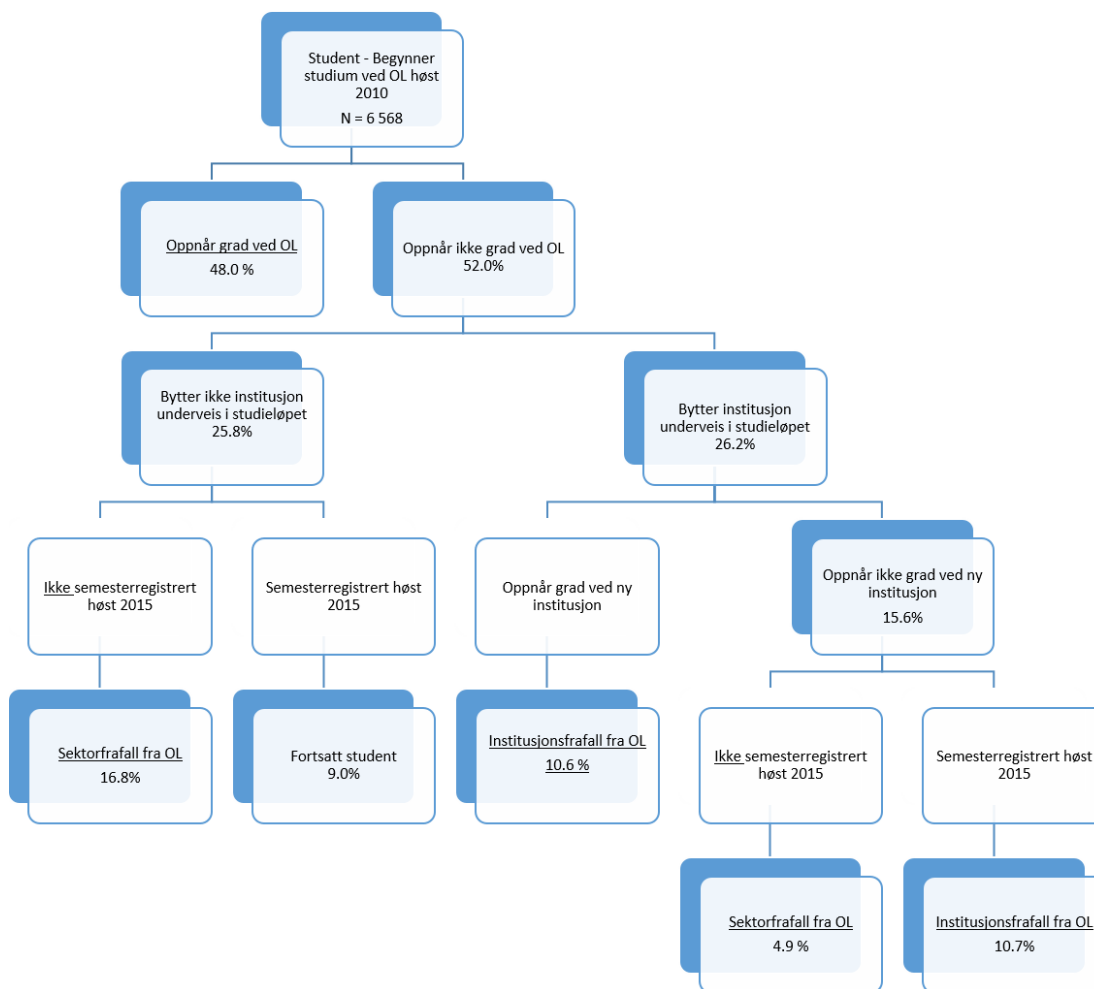 Student - Begynner
studium ved OL høst
2010
N = 6 568
Oppnår grad ved OL
48.0 %
Oppnår ikke grad ved OL
52.0%
Bytter ikke institusjon
underveis i studieløpet
25.8%
Bytter institusjon
underveis i studieløpet
26.2%
Ikke semesterregistrert
høst 2015
Semesterregistrert høst
2015
Oppnår grad ved ny
institusjon
Oppnår ikke grad ved ny
institusjon
15.6%
Sektorfrafall fra OL
16.8%
Fortsatt student
9.0%
Institusjonsfrafall fra OL
10.6 %
Ikke semesterregistrert
høst 2015
Semesterregistrert høst
2015
Sektorfrafall fra OL
4.9 %
Institusjonsfrafall fra OL
10.7%